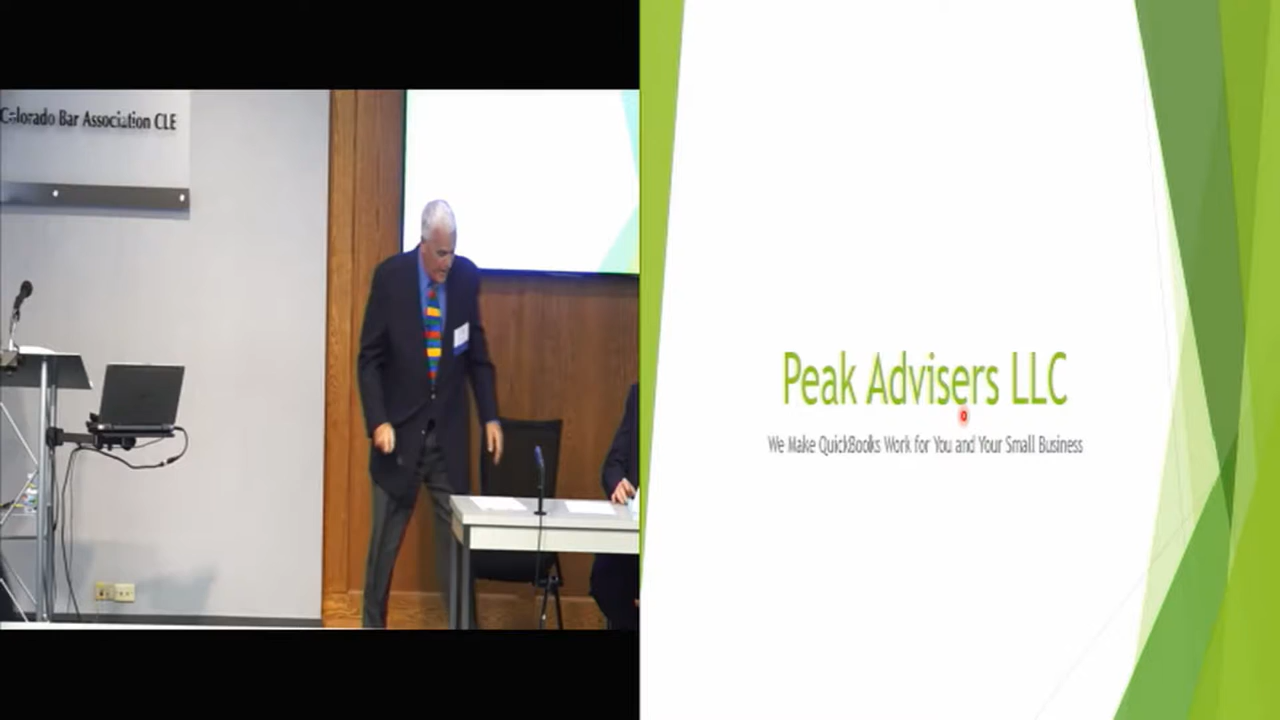 Colorado Bar Association CLE
Peak Advisers LLC
We Make QuickBooks Work for You and Your Small Business